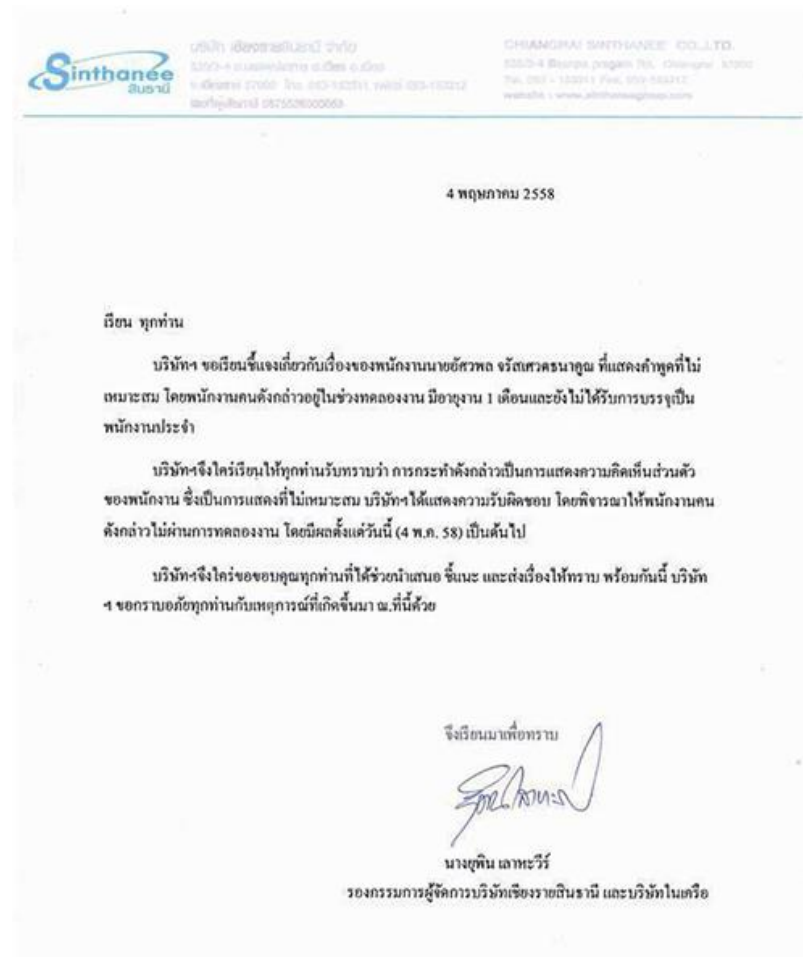 Sinthanee
สินธานี
บริษัท เชียงรายสินธานี จำกัด
CHIANGRAI SINTHANEE CO.,LTD.
4 พฤษภาคม 2558
เรียน ทุกท่าน
บริษัทฯ ขอเรียนชี้แจงเกี่ยวกับเรื่องของพนักงานนายอัศวพล จรัสเศวตธนากูณ ที่แสดงคำพูดที่ไม่
เหมาะสม โดยพนักงานคนดังกล่าวอยู่ในช่วงทดลองงาน มีอายุงาน 1 เดือนและยังไม่ได้รับการบรรจุเป็น
พนักงานประจำ
บริษัทฯจึงใคร่เรียนให้ทุกท่านรับทราบว่า การกระทำดังกล่าวเป็นการแสดงความคิดเห็นส่วนตัว
ของพนักงาน ซึ่งเป็นการแสดงที่ไม่เหมาะสม บริษัทฯได้แสดงความรับผิดชอบ โดยพิจารณาให้พนักงานคน
ดังกล่าวไม่ผ่านการทดลองงาน โดยมีผลตั้งแต่วันนี้ (4 พ.ค. 58) เป็นต้นไป
บริษัทฯจึงใคร่ขอขอบคุณทุกท่านที่ได้ช่วยนำเสนอ ชี้แนะ และส่งเรื่องให้ทราบ พร้อมกันนี้ บริษัท
ฯ ขอกราบอภัยทุกท่านกับเหตุการณ์ที่เกิดขึ้นมา ณ.ที่นี้ด้วย
จึงเรียนมาเพื่อทราบ
นางยุพิน เลาหะวีร์
รองกรรมการผู้จัดการบริษัทเชียงรายสินธานี และบริษัทในเครือ